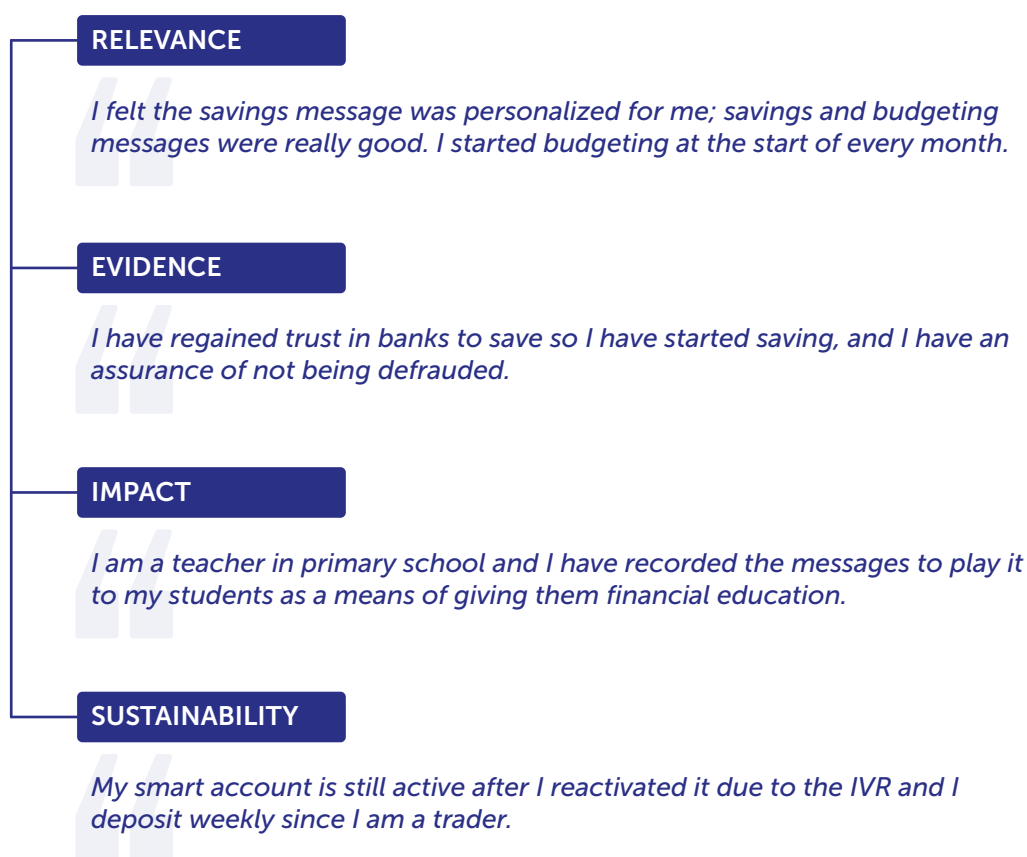 RELEVANCE
I felt the savings message was personalized for me; savings and budgeting
messages were really good. I started budgeting at the start of every month.
EVIDENCE
I have regained trust in banks to save so I have started saving, and I have an
assurance of not being defrauded.
IMPACT
I am a teacher in primary school and I have recorded the messages to play it
to my students as a means of giving them financial education.
SUSTAINABILITY
My smart account is still active after I reactivated it due to the IVR and I
deposit weekly since I am a trader.